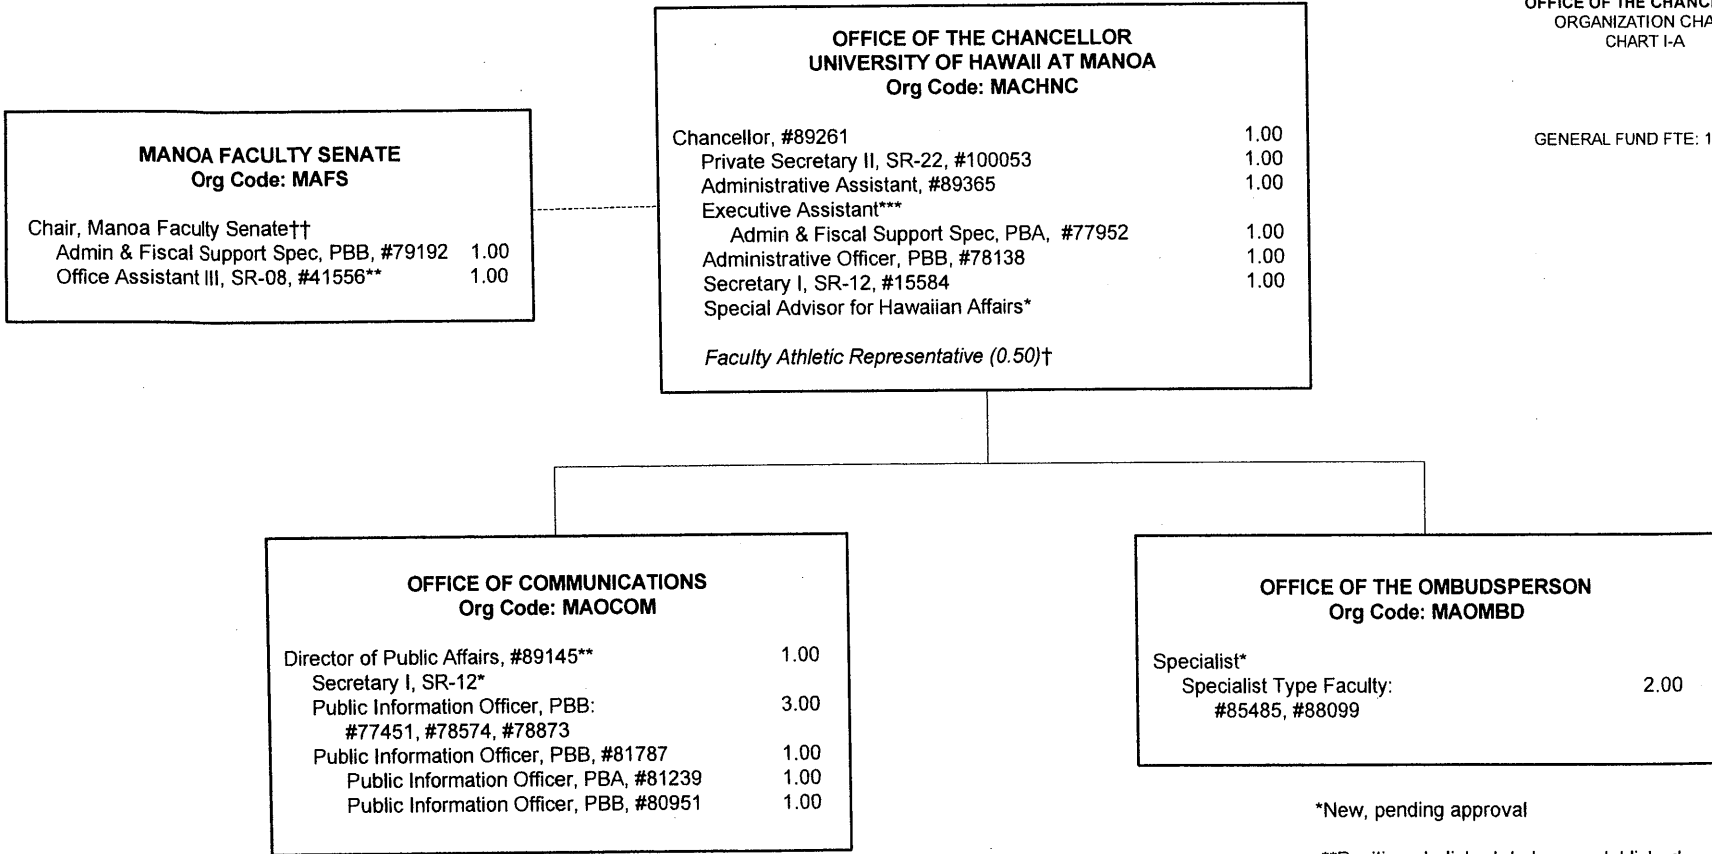 OFFICE OF THE
ORGANIZATION
CHART I-A
GENERAL FUND FTE:
OFFICE OF THE CHANCELLOR
UNIVERSITY OF HAWAII AT MANOA
Org Code: MACHNC
Chancellor, #89261 1.00
Private Secretary II, SR-22, #100053 1.00
Administrative Assistant, #89365 1.00
Executive Assistant***
Admin & Fiscal Support Spec, PBA, #77952 1.00
Administrative Officer, PBB, #78138 1.00
Secretary I, SR-12, #15584 1.00
Special Advisor for Hawaiian Affairs*
Faculty Athletic Representative (0.50)†
MANOA FACULTY SENATE
Org Code: MAFS
Chair, Manoa Faculty Senate††
Admin & Fiscal Support Spec, PBB, #79192 1.00
Office Assistant III, SR-08, #41556** 1.00
OFFICE OF COMMUNICATIONS
Org Code: MAOCOM
Director of Public Affairs, #89145** 1.00
Secretary I, SR-12*
Public Information Officer, PBB: 3.00
#77451, #78574, #78873
Public Information Officer, PBB, #81787 1.00
Public Information Officer, PBA, #81239 1.00
Public Information Officer, PBB, #80951 1.00
OFFICE OF THE OMBUDSPERSON
Org Code: MAOMBD
Specialist*
Specialist Type Faculty: 2.00
#85485, #88099
*New, pending approval